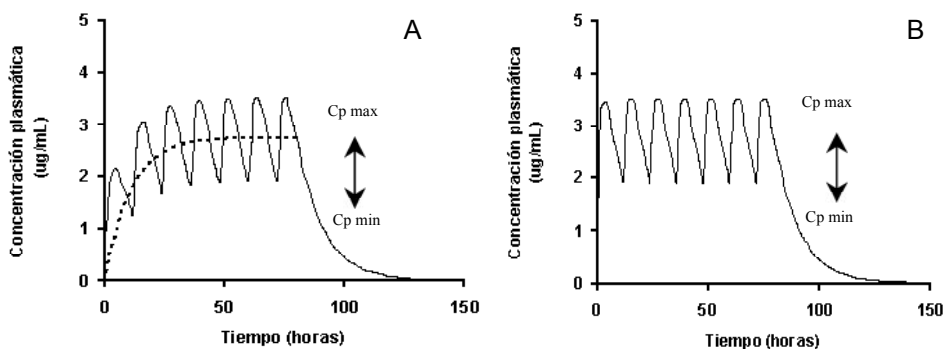 A
Concentración plasmática
(ug/mL)
5
4
3
2
1
0
0
50
100
150
Cp max
Cp min
Tiempo (horas)
B
Concentración plasmática
(ug/mL)
5
4
3
2
1
0
0
50
100
150
Cp max
Cp min
Tiempo (horas)